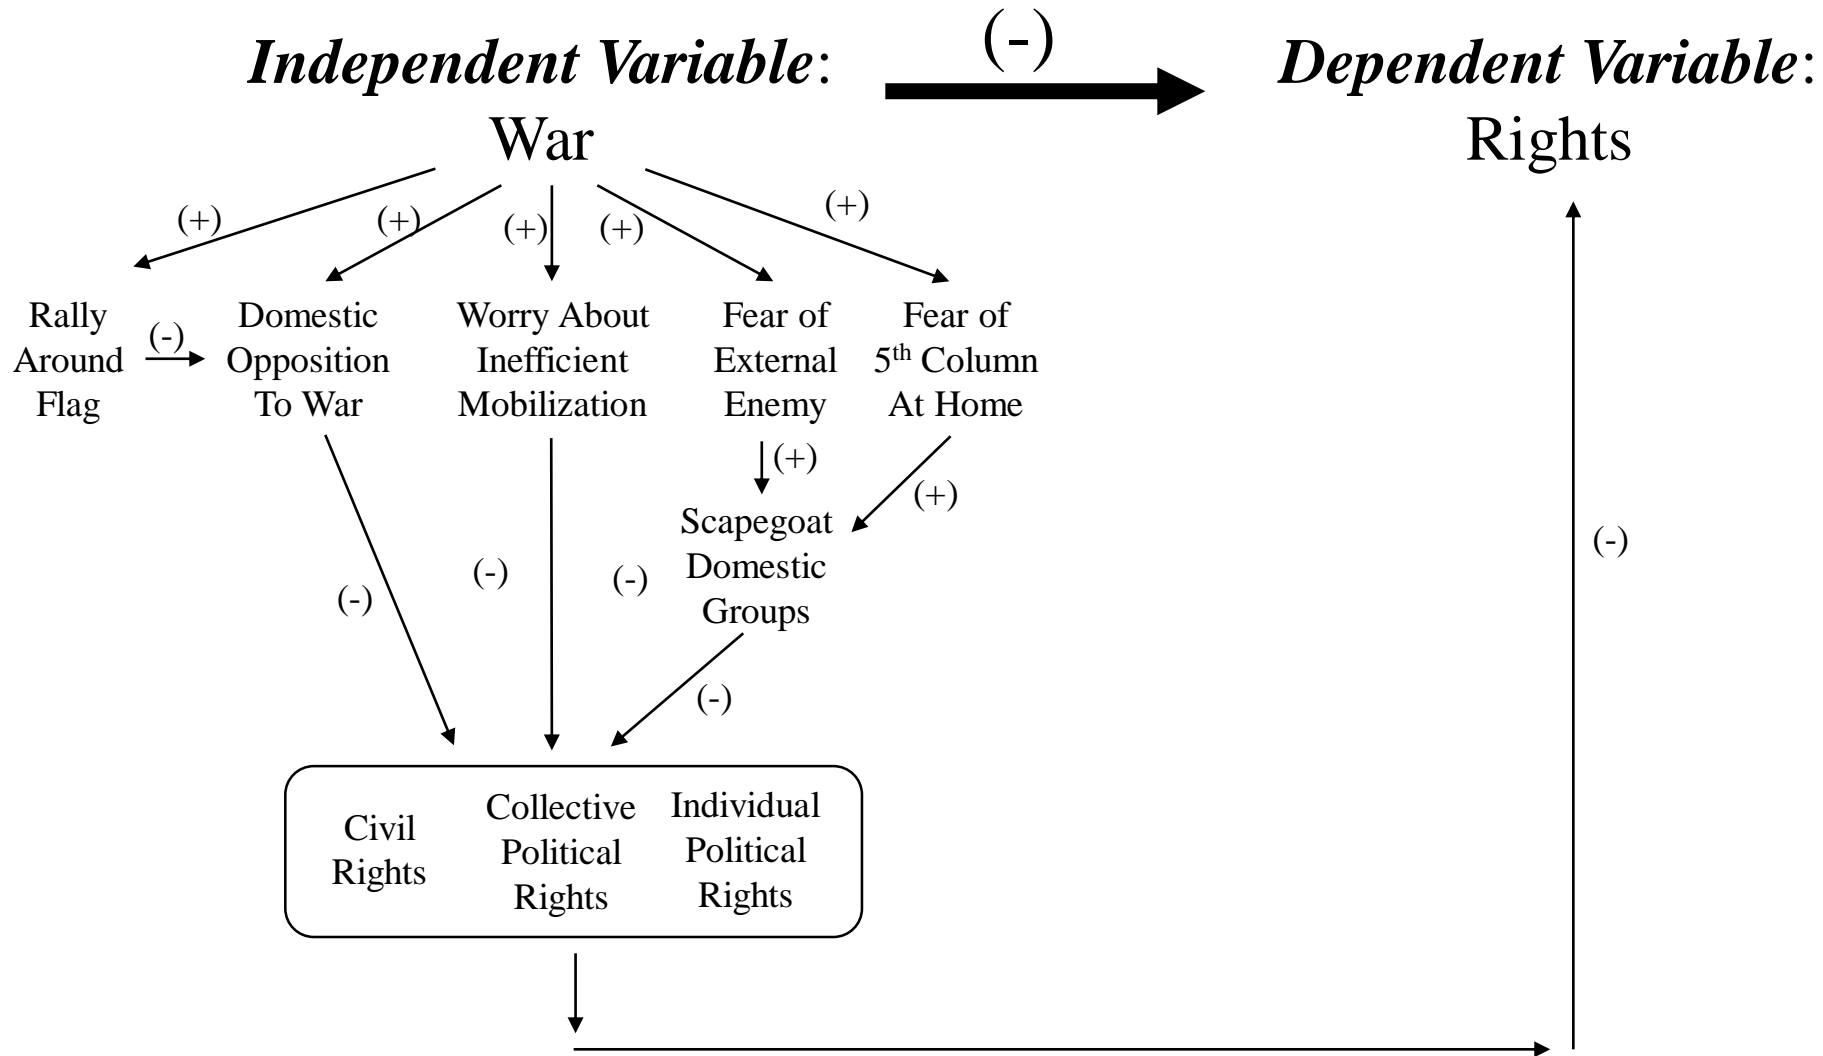 Independent Variable:
War
(-)
Dependent Variable:
Rights
(+)
(+)
(+)
(+)
(+)
Rally
Around
Flag
(-)
Domestic
Opposition
To War
Worry About
Inefficient
Mobilization
Fear of
External
Enemy
Fear of
5th Column
At Home
(+)
(+)
Scapegoat
Domestic
Groups
(-)
(-)
(-)
(-)
(-)
Civil
Rights
Collective
Political
Rights
Individual
Political
Rights